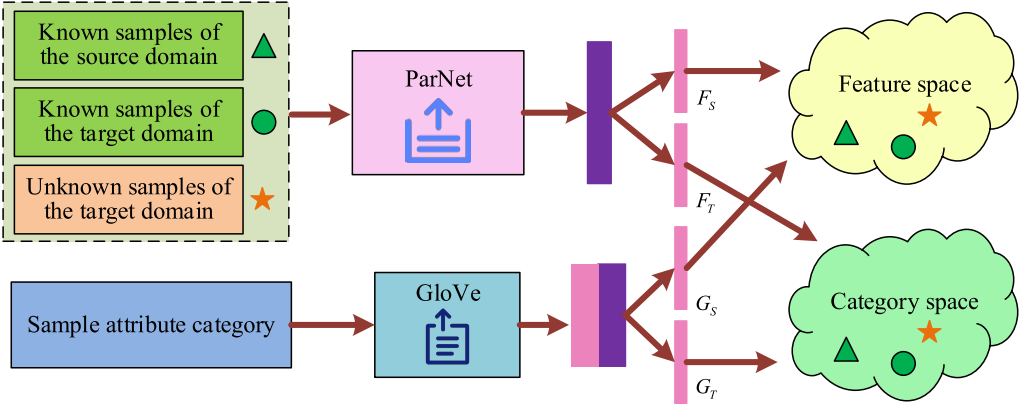 Known samples of
the source domain
Known samples of
the target domain
Unknown samples of
the target domain
ParNet
F_S
F_T
Feature space
Sample attribute category
GloVe
G_S
G_T
Category space